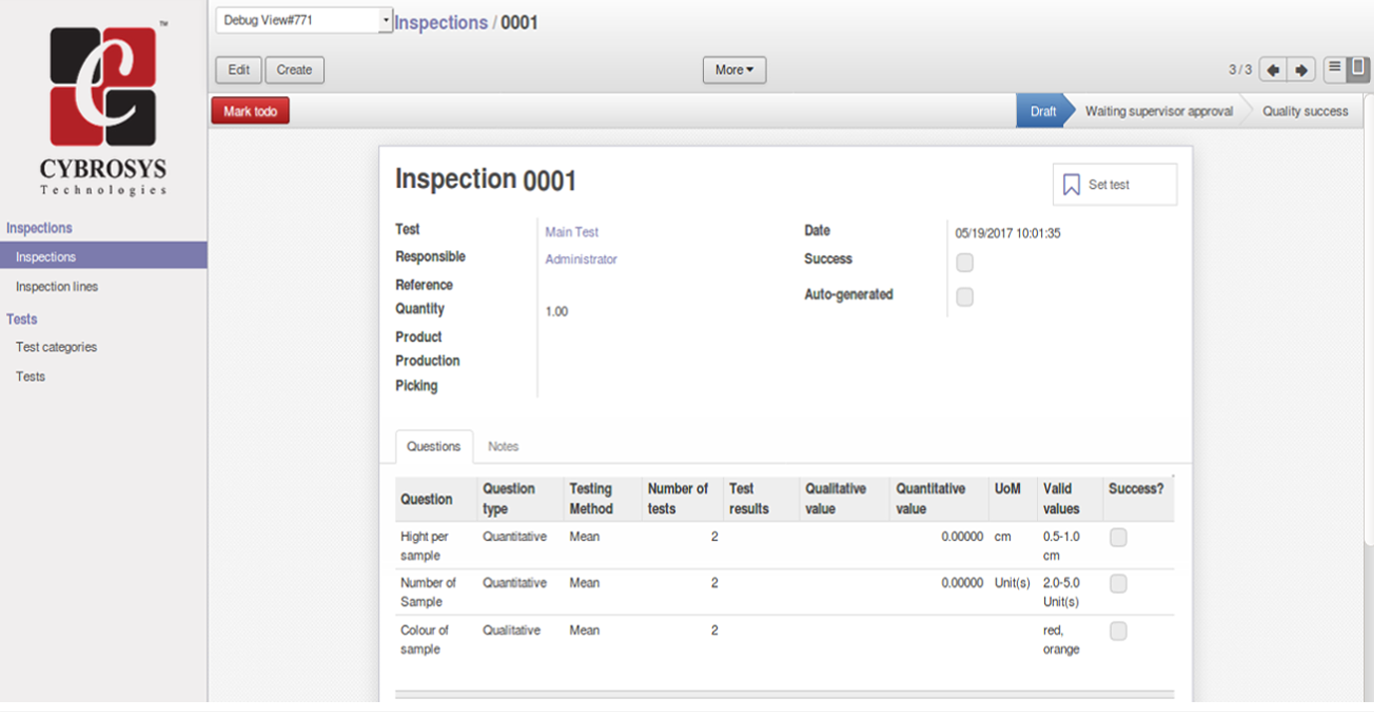 TM
CYBROSYS
Technologies
Inspections
Inspections
Inspection lines
Tests
Test categories
Tests
Debug View#771
Inspections / 0001
Edit
Create
More
3 / 3
Mark todo
Draft
Waiting supervisor approval
Quality success
Inspection 0001
Set test
Test
Main Test
Responsible
Administrator
Reference
Quantity
1.00
Product
Production
Picking
Date
05/19/2017 10:01:35
Success
Auto-generated
Questions
Notes
Question
Question
type
Testing
Method
Number of
tests
Test
results
Qualitative
value
Quantitative
value
UoM
Valid
values
Success?
Hight per
sample
Quantitative
Mean
2
0.00000
cm
0.5-1.0
cm
Number of
Sample
Quantitative
Mean
2
0.00000
Unit(s)
2.0-5.0
Unit(s)
Colour of
sample
Qualitative
Mean
2
red,
orange